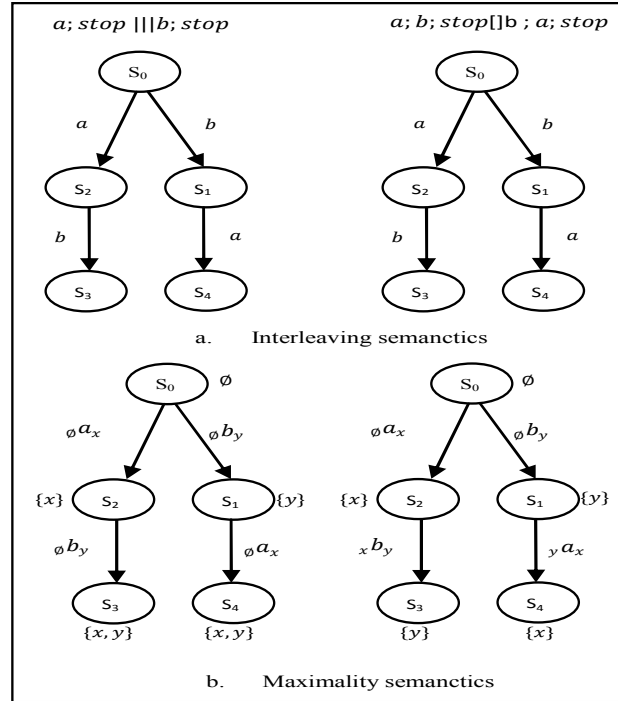 a; stop |||b; stop a; b; stop[]b ; a; stop
S₀ S₀
a b a b
S₂ S₁ S₂ S₁
b a b a
S₃ S₄ S₃ S₄
a. Interleaving semanctics
S₀ ∅ S₀ ∅
∅aₓ ∅b_y ∅aₓ ∅b_y
{x} S₂ S₁ {y} {x} S₂ S₁ {y}
∅b_y ∅aₓ ₓb_y ᵧaₓ
S₃ S₄ S₃ S₄
{x, y} {x, y} {y} {x}
b. Maximality semanctics